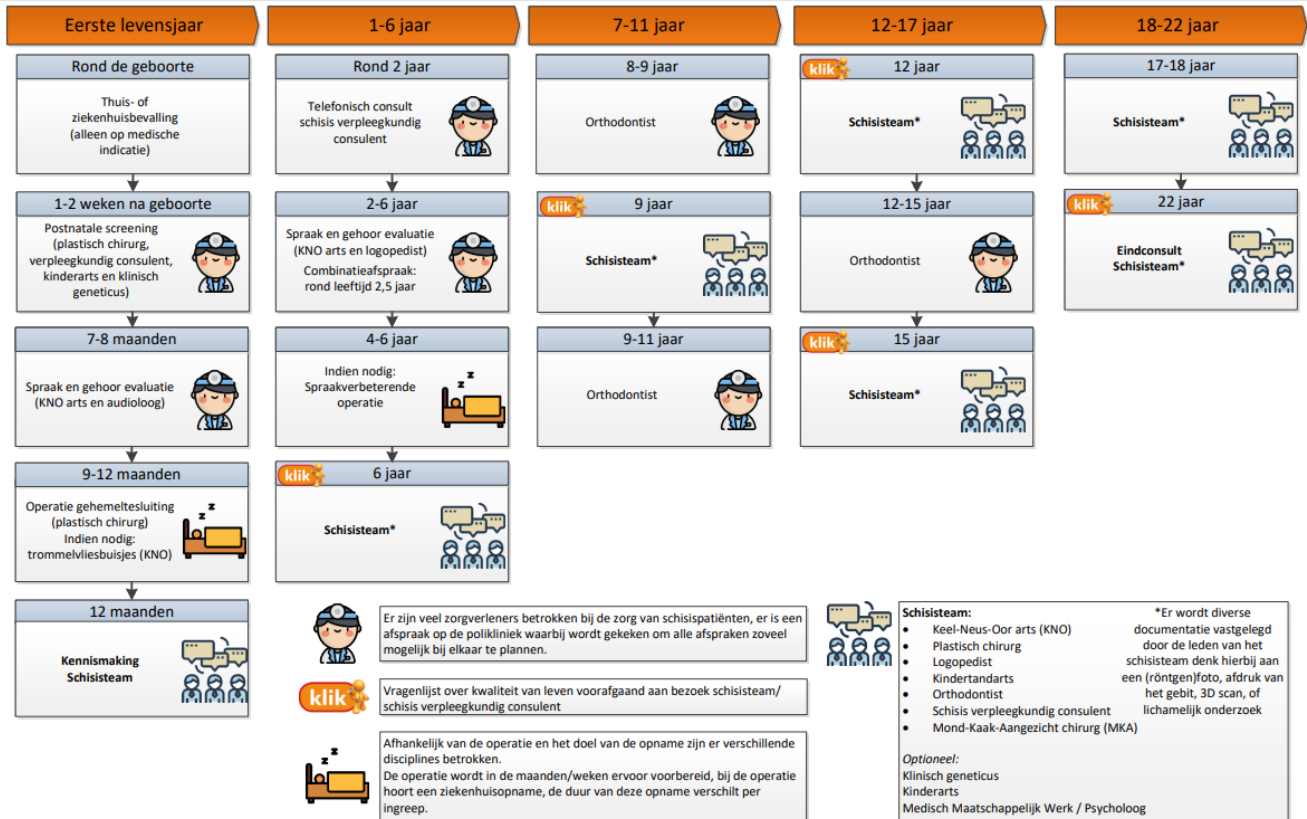 Eerste levensjaar
1-6 jaar
7-11 jaar
12-17 jaar
18-22 jaar
Rond de geboorte
Thuis- of
ziekenhuisbevalling
(alleen op medische
indicatie)
1-2 weken na geboorte
Postnatale screening
(plastisch chirurg,
verpleegkundig consulent,
kinderarts en klinisch
geneticus)
7-8 maanden
Spraak en gehoor evaluatie
(KNO arts en audioloog)
9-12 maanden
Operatie gehemeltesluiting
(plastisch chirurg)
Indien nodig:
trommelvliesbuisjes (KNO)
z
z
12 maanden
Kennismaking
Schisisteam
Rond 2 jaar
Telefonisch consult
schisis verpleegkundig
consulent
2-6 jaar
Spraak en gehoor evaluatie
(KNO arts en logopedist)
Combinatieafspraak:
rond leeftijd 2,5 jaar
4-6 jaar
Indien nodig:
Spraakverbeterende
operatie
z
z
klik
6 jaar
Schisisteam*
8-9 jaar
Orthodontist
klik
9 jaar
Schisisteam*
9-11 jaar
Orthodontist
klik
12 jaar
Schisisteam*
12-15 jaar
Orthodontist
klik
15 jaar
Schisisteam*
17-18 jaar
Schisisteam*
klik
22 jaar
Eindconsult
Schisisteam*
Er zijn veel zorgverleners betrokken bij de zorg van schisispatiënten, er is een
afspraak op de polikliniek waarbij wordt gekeken om alle afspraken zoveel
mogelijk bij elkaar te plannen.
klik
Vragenlijst over kwaliteit van leven voorafgaand aan bezoek schisisteam/
schisis verpleegkundig consulent
z
z
Afhankelijk van de operatie en het doel van de opname zijn er verschillende
disciplines betrokken.
De operatie wordt in de maanden/weken ervoor voorbereid, bij de operatie
hoort een ziekenhuisopname, de duur van deze opname verschilt per
ingreep.
Schisisteam:
• Keel-Neus-Oor arts (KNO)
• Plastisch chirurg
• Logopedist
• Kindertandarts
• Orthodontist
• Schisis verpleegkundig consulent
• Mond-Kaak-Aangezicht chirurg (MKA)
Optioneel:
Klinisch geneticus
Kinderarts
Medisch Maatschappelijk Werk / Psycholoog
*Er wordt diverse
documentatie vastgelegd
door de leden van het
schisisteam denk hierbij aan
een (röntgen)foto, afdruk van
het gebit, 3D scan, of
lichamelijk onderzoek